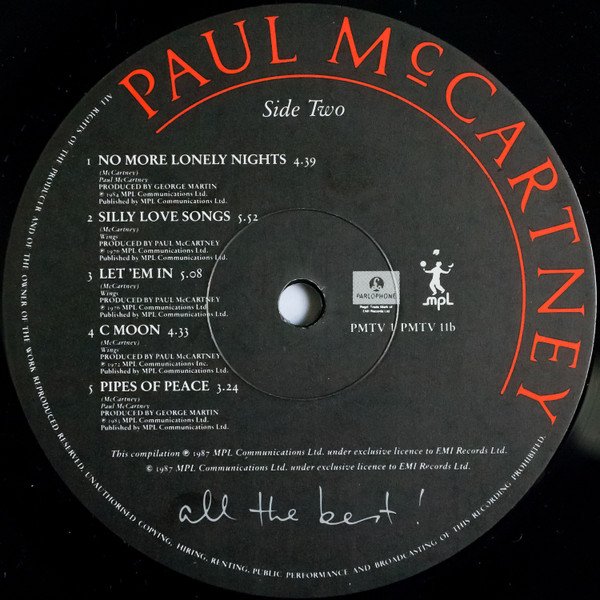 PAUL McCARTNEY
Side Two
1 NO MORE LONELY NIGHTS 4.39
(McCartney)
Paul McCartney
PRODUCED BY GEORGE MARTIN
℗ 1984 MPL Communications Ltd.
Published by MPL Communications Ltd.
2 SILLY LOVE SONGS 5.52
(McCartney)
Wings
PRODUCED BY PAUL McCARTNEY
℗ 1976 MPL Communications Ltd.
Published by MPL Communications Ltd.
3 LET 'EM IN 5.08
(McCartney)
Wings
PRODUCED BY PAUL McCARTNEY
℗ 1976 MPL Communications Ltd.
Published by MPL Communications Ltd.
4 C MOON 4.33
(McCartney)
Wings
PRODUCED BY PAUL McCARTNEY
℗ 1972 MPL Communications Inc.
Published by MPL Communications Ltd.
5 PIPES OF PEACE 3.24
(McCartney)
Paul McCartney
PRODUCED BY GEORGE MARTIN
℗ 1983 MPL Communications Ltd.
Published by MPL Communications Ltd.
PARLOPHONE
Regd. Trade Mark of
EMI Records Ltd
mpL
PMTV 1/PMTV 11b
This compilation ℗ 1987 MPL Communications Ltd. under exclusive licence to EMI Records Ltd.
© 1987 MPL Communications Ltd. under exclusive licence to EMI Records Ltd.
all the best!
ALL RIGHTS OF THE PRODUCER AND OF THE OWNER OF THE WORK REPRODUCED RESERVED. UNAUTHORISED COPYING, HIRING, RENTING, PUBLIC PERFORMANCE AND BROADCASTING OF THIS RECORDING PROHIBITED.